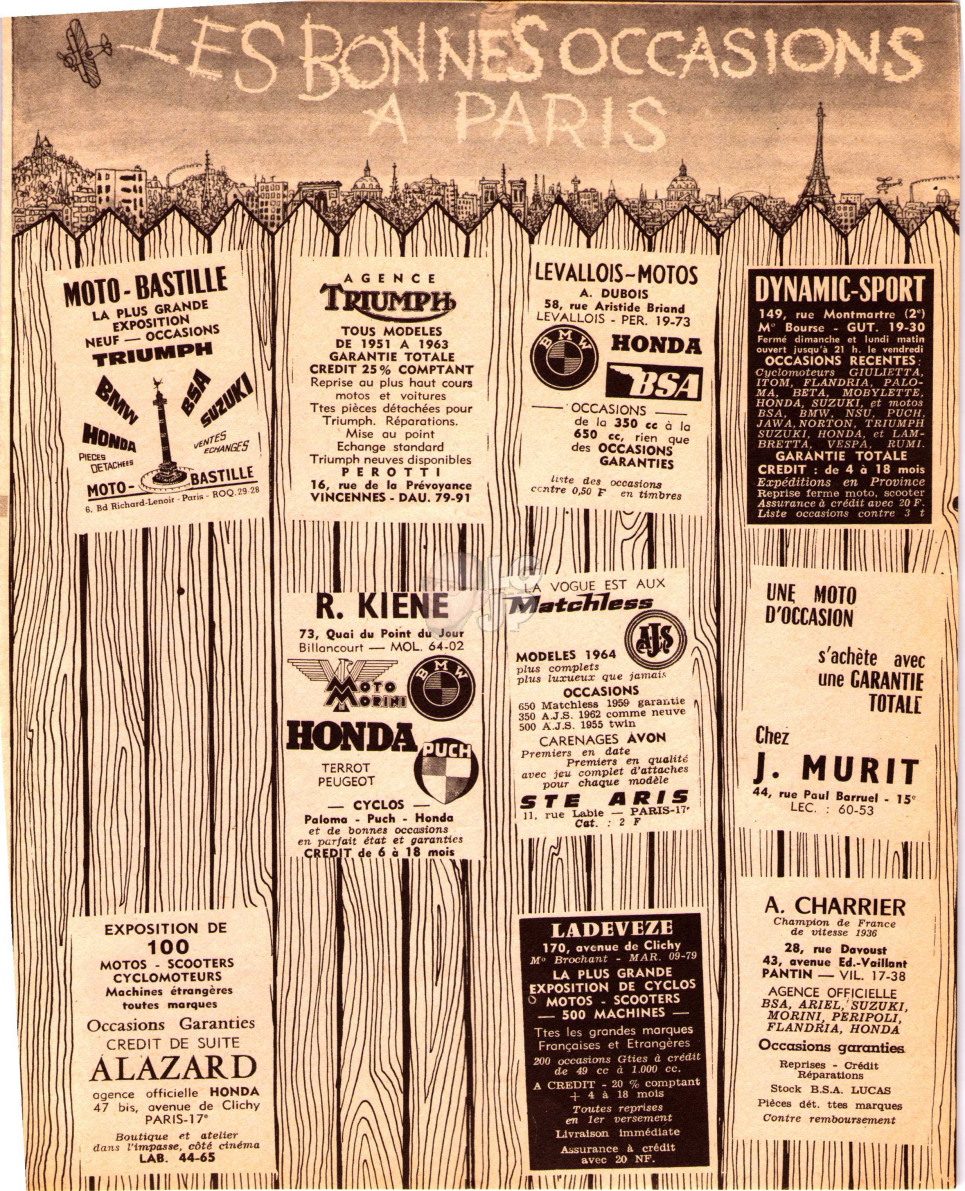 LES BONNES OCCASIONS
A PARIS
MOTO-BASTILLE
LA PLUS GRANDE
EXPOSITION
NEUF — OCCASIONS
TRIUMPH
BMW
BSA
SUZUKI
HONDA
PIECES
DETACHEES
VENTES
ECHANGES
MOTO-BASTILLE
6, Bd Richard-Lenoir - Paris - ROQ. 29-28
AGENCE
TRIUMPH
TOUS MODELES
DE 1951 A 1963
GARANTIE TOTALE
CREDIT 25% COMPTANT
Reprise au plus haut cours
motos et voitures
Ttes pièces détachées pour
Triumph. Réparations.
Mise au point
Echange standard
Triumph neuves disponibles
PEROTTI
16, rue de la Prévoyance
VINCENNES - DAU. 79-91
LEVALLOIS-MOTOS
A. DUBOIS
58, rue Aristide Briand
LEVALLOIS - PER. 19-73
BMW
HONDA
BSA
— OCCASIONS —
de la 350 cc à la
650 cc, rien que
des OCCASIONS
GARANTIES
liste des occasions
contre 0,50 F en timbres
DYNAMIC-SPORT
149, rue Montmartre (2e)
Mo Bourse - GUT. 19-30
Fermé dimanche et lundi matin
ouvert jusqu'à 21 h. le vendredi
OCCASIONS RECENTES :
Cyclomoteurs GIULIETTA,
ITOM, FLANDRIA, PALO-
MA, BETA, MOBYLETTE,
HONDA, SUZUKI, et motos
BSA, BMW, NSU, PUCH,
JAWA, NORTON, TRIUMPH
SUZUKI, HONDA, et LAM-
BRETTA, VESPA, RUMI.
GARANTIE TOTALE
CREDIT : de 4 à 18 mois
Expéditions en Province
Reprise ferme moto, scooter
Assurance à crédit avec 20 F.
Liste occasions contre 3 t
R. KIENE
73, Quai du Point du Jour
Billancourt — MOL. 64-02
MOTO
MORINI
BMW
HONDA
PUCH
TERROT
PEUGEOT
— CYCLOS —
Paloma - Puch - Honda
et de bonnes occasions
en parfait état et garanties
CREDIT de 6 à 18 mois
LA VOGUE EST AUX
Matchless
AJS
MODELES 1964
plus complets
plus luxueux que jamais
OCCASIONS
650 Matchless 1959 garantie
350 A.J.S. 1962 comme neuve
500 A.J.S. 1955 twin
CARENAGES AVON
Premiers en date
Premiers en qualité
avec jeu complet d'attaches
pour chaque modèle
STE ARIS
11, rue Labie — PARIS-17e
Cat. : 2 F
UNE MOTO
D'OCCASION
s'achète avec
une GARANTIE
TOTALE
Chez
J. MURIT
44, rue Paul Barruel - 15e
LEC. : 60-53
EXPOSITION DE
100
MOTOS - SCOOTERS
CYCLOMOTEURS
Machines étrangères
toutes marques
Occasions Garanties
CREDIT DE SUITE
ALAZARD
agence officielle HONDA
47 bis, avenue de Clichy
PARIS-17e
Boutique et atelier
dans l'impasse, côté cinéma
LAB. 44-65
LADEVEZE
170, avenue de Clichy
Mo Brochant - MAR. 09-79
LA PLUS GRANDE
EXPOSITION DE CYCLOS
MOTOS - SCOOTERS
— 500 MACHINES —
Ttes les grandes marques
Françaises et Etrangères
200 occasions Gties à crédit
de 49 cc à 1.000 cc.
A CREDIT - 20 % comptant
+ 4 à 18 mois
Toutes reprises
en 1er versement
Livraison immédiate
Assurance à crédit
avec 20 NF.
A. CHARRIER
Champion de France
de vitesse 1936
28, rue Davoust
43, avenue Ed.-Vaillant
PANTIN — VIL. 17-38
AGENCE OFFICIELLE
BSA, ARIEL, SUZUKI,
MORINI, PERIPOLI,
FLANDRIA, HONDA
Occasions garanties
Reprises - Crédit
Réparations
Stock B.S.A. LUCAS
Pièces dét. ttes marques
Contre remboursement